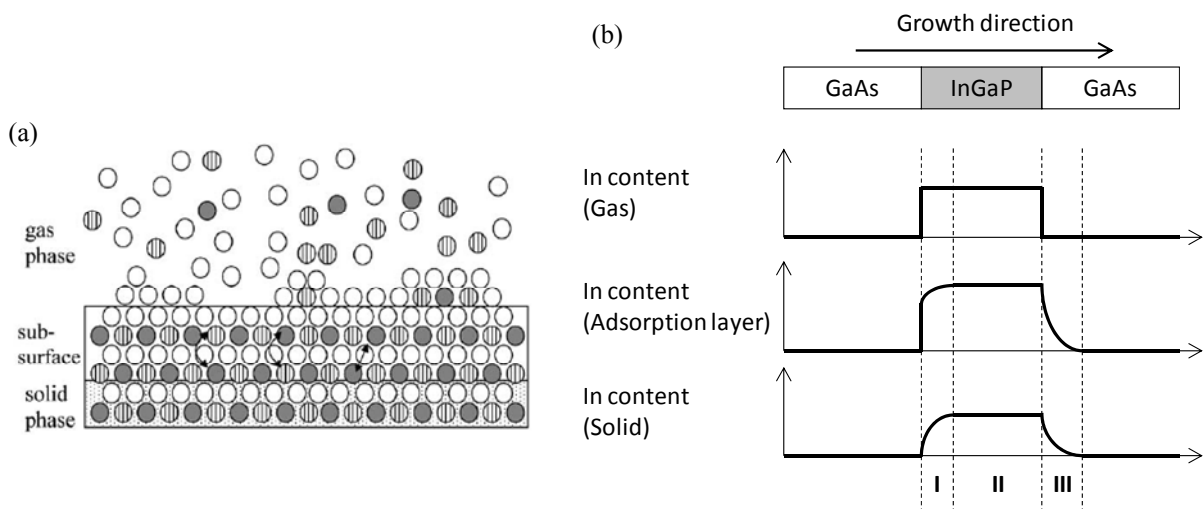 (a)
gas
phase
sub-
surface
solid
phase
(b)
Growth direction
GaAs
InGaP
GaAs
In content
(Gas)
In content
(Adsorption layer)
In content
(Solid)
I
II
III